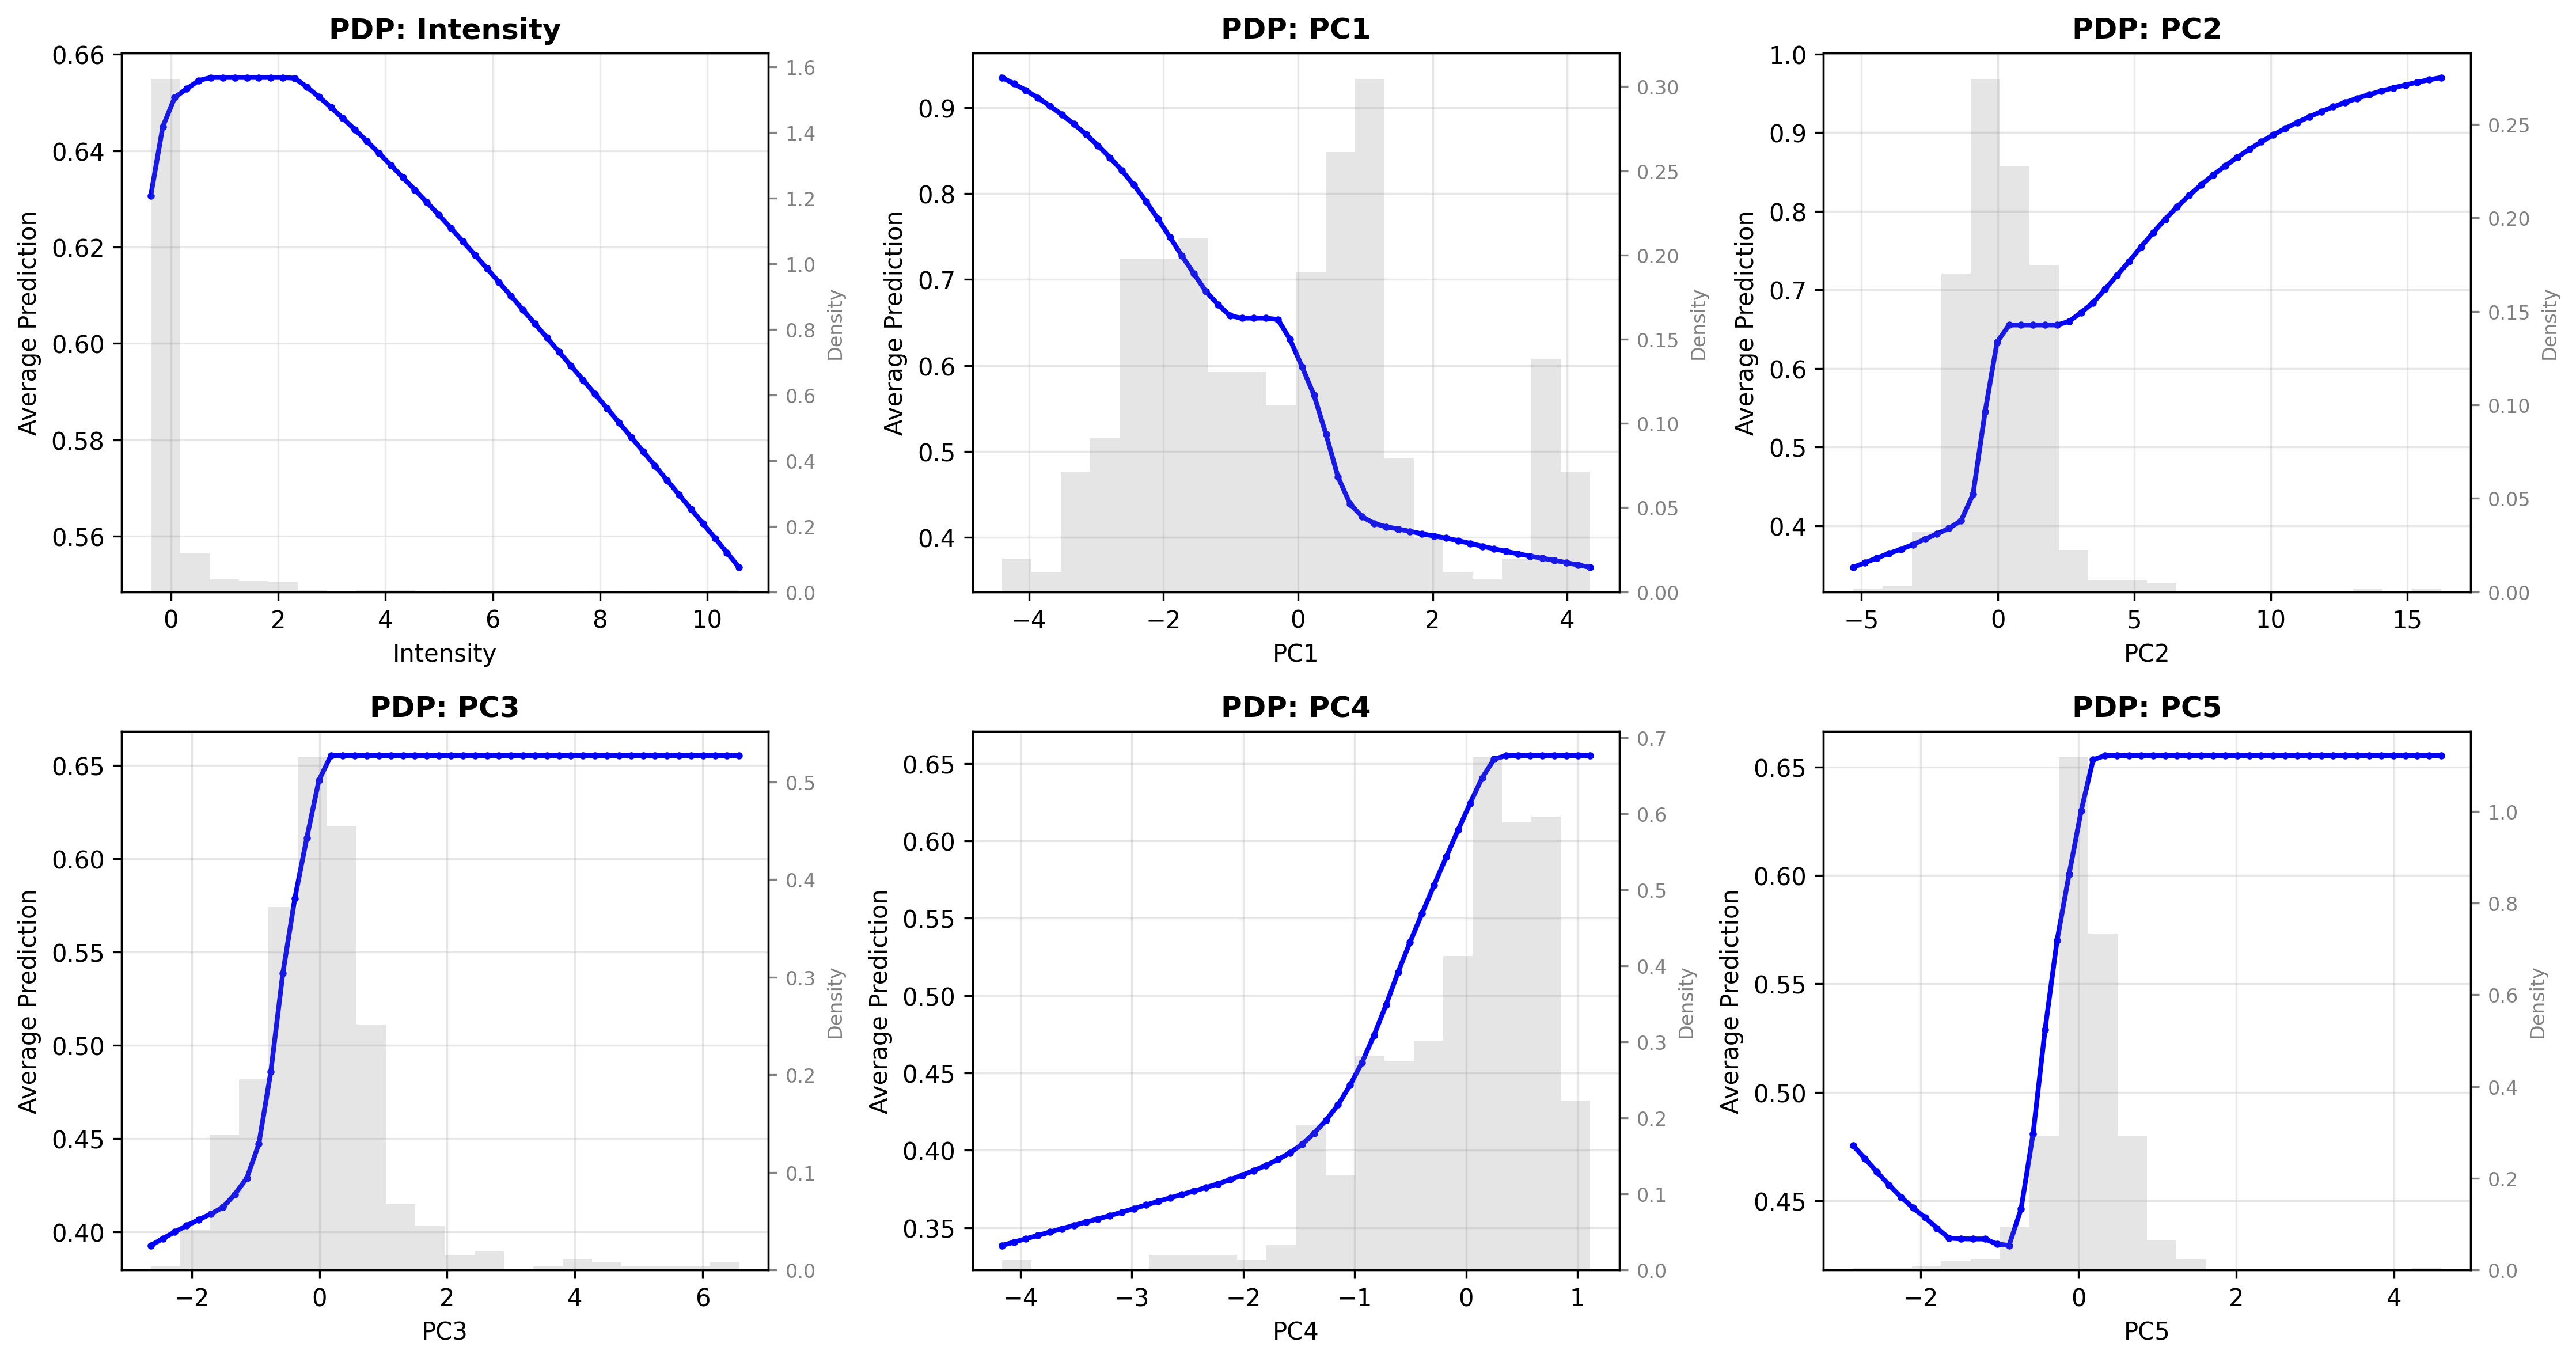 PDP: Intensity
0.66
0.64
0.62
0.60
0.58
0.56
Average Prediction
1.6
1.4
1.2
1.0
0.8
0.6
0.4
0.2
0.0
Density
0 2 4 6 8 10
Intensity
PDP: PC1
0.9
0.8
0.7
0.6
0.5
0.4
Average Prediction
0.30
0.25
0.20
0.15
0.10
0.05
0.00
Density
−4 −2 0 2 4
PC1
PDP: PC2
1.0
0.9
0.8
0.7
0.6
0.5
0.4
Average Prediction
0.25
0.20
0.15
0.10
0.05
0.00
Density
−5 0 5 10 15
PC2
PDP: PC3
0.65
0.60
0.55
0.50
0.45
0.40
Average Prediction
0.5
0.4
0.3
0.2
0.1
0.0
Density
−2 0 2 4 6
PC3
PDP: PC4
0.65
0.60
0.55
0.50
0.45
0.40
0.35
Average Prediction
0.7
0.6
0.5
0.4
0.3
0.2
0.1
0.0
Density
−4 −3 −2 −1 0 1
PC4
PDP: PC5
0.65
0.60
0.55
0.50
0.45
Average Prediction
1.0
0.8
0.6
0.4
0.2
0.0
Density
−2 0 2 4
PC5